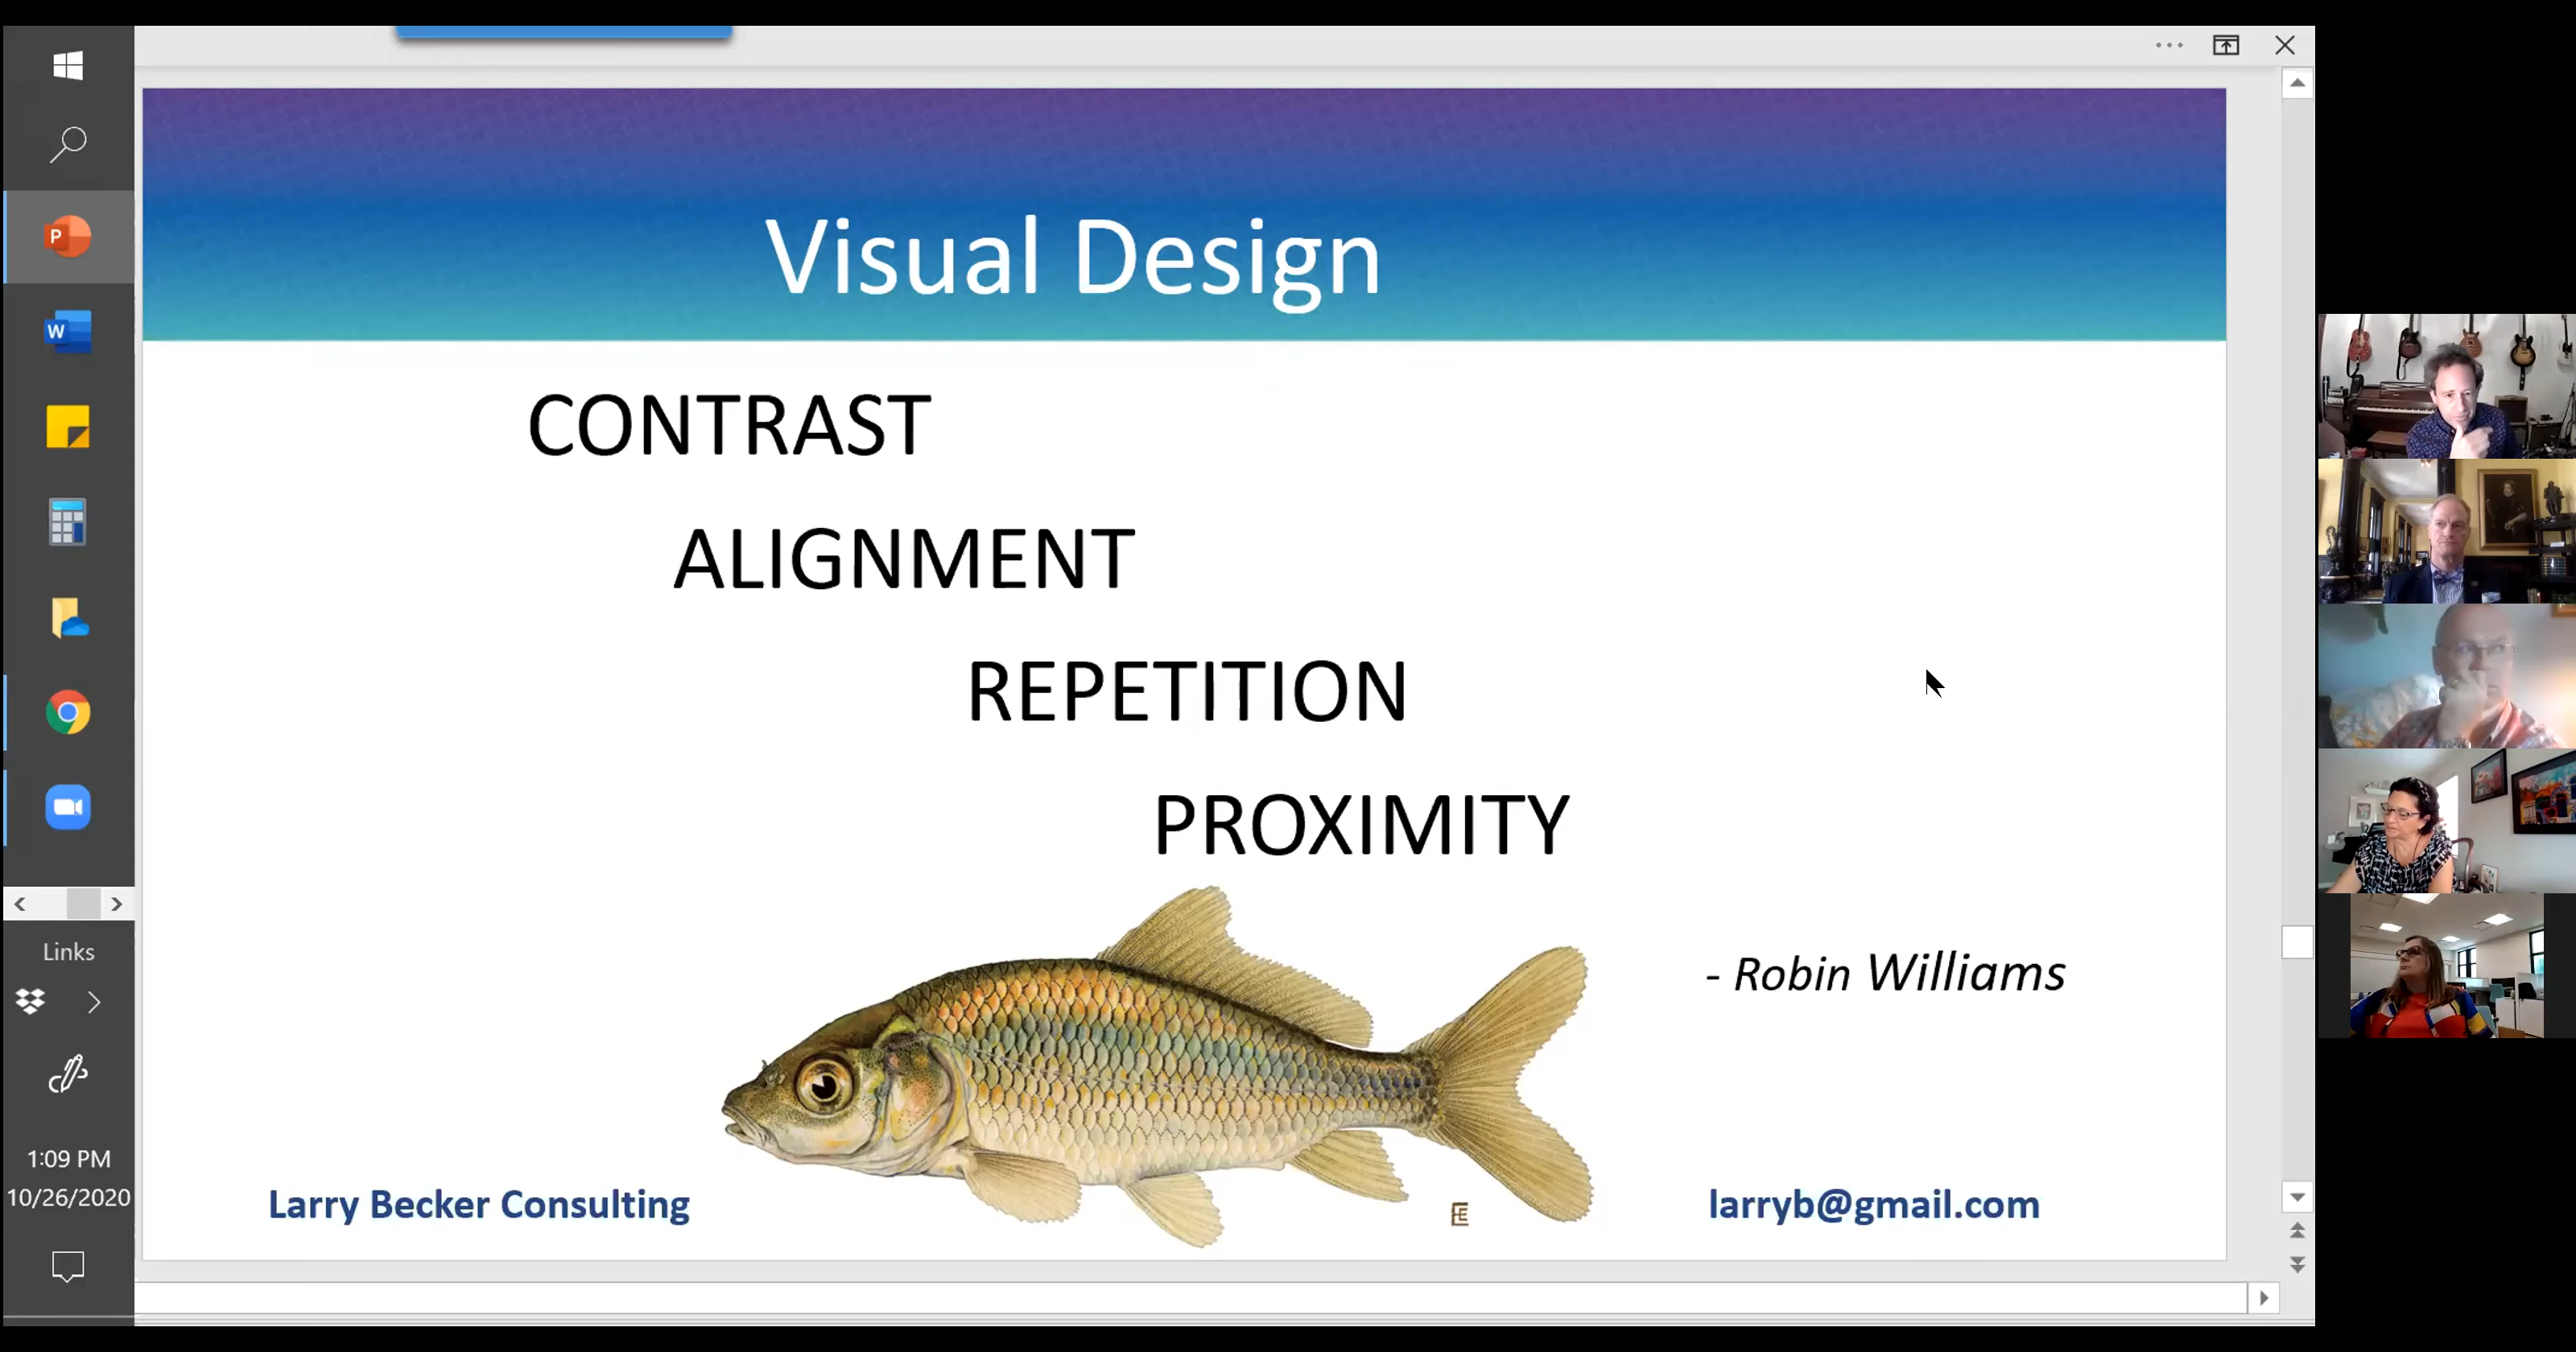 Visual Design
CONTRAST
ALIGNMENT
REPETITION
PROXIMITY
- Robin Williams
Larry Becker Consulting
larryb@gmail.com
P
W
Links
1:09 PM
10/26/2020